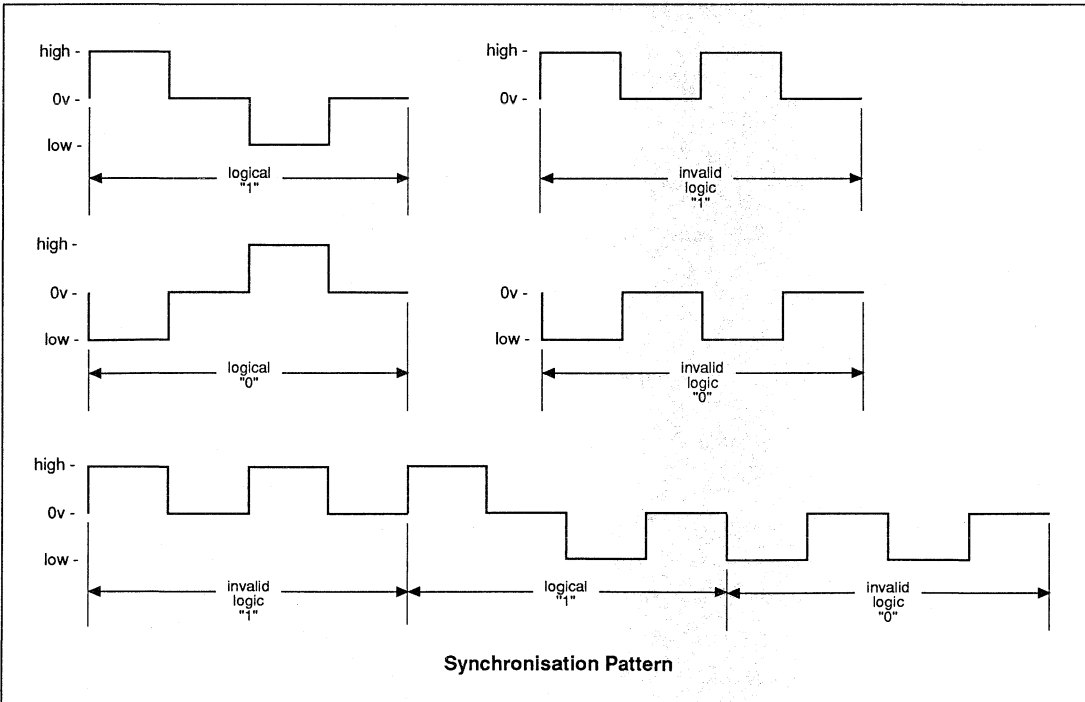 high -
0v -
low -
logical
"1"
high -
0v -
invalid
logic
"1"
high -
0v -
low -
logical
"0"
0v -
low -
invalid
logic
"0"
high -
0v -
low -
invalid
logic
"1"
logical
"1"
invalid
logic
"0"
Synchronisation Pattern